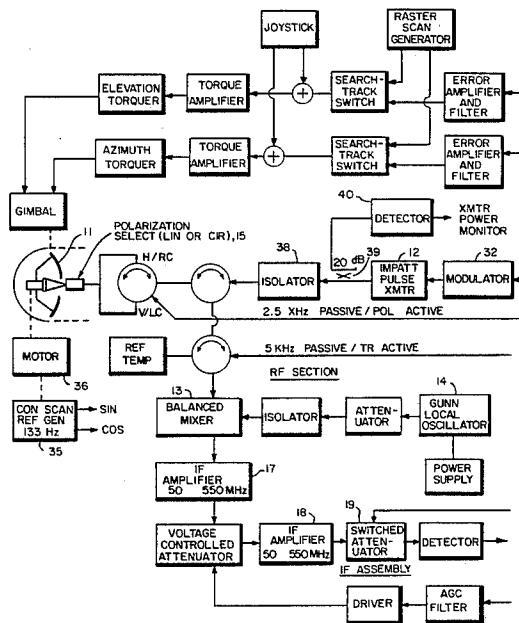 JOYSTICK
RASTER
SCAN
GENERATOR
ELEVATION
TORQUER
TORQUE
AMPLIFIER
+
SEARCH-
TRACK
SWITCH
ERROR
AMPLIFIER
AND
FILTER
AZIMUTH
TORQUER
TORQUE
AMPLIFIER
+
SEARCH-
TRACK
SWITCH
ERROR
AMPLIFIER
AND
FILTER
GIMBAL
11
POLARIZATION
SELECT (LIN OR CIR), 15
40
DETECTOR
XMTR
POWER
MONITOR
H/RC
V/LC
38
ISOLATOR
20 dB
39
12
IMPATT
PULSE
XMTR
32
MODULATOR
2.5 XHz PASSIVE / POL ACTIVE
MOTOR
36
REF
TEMP
5 KHz PASSIVE / TR ACTIVE
RF SECTION
CON SCAN
REF GEN
133 Hz
35
SIN
COS
13
BALANCED
MIXER
ISOLATOR
ATTEN-
UATOR
14
GUNN
LOCAL
OSCILLATOR
POWER
SUPPLY
IF
AMPLIFIER
50 550 MHz
17
VOLTAGE
CONTROLLED
ATTENUATOR
18
IF
AMPLIFIER
50 550 MHz
19
SWITCHED
ATTEN-
UATOR
DETECTOR
IF ASSEMBLY
DRIVER
AGC
FILTER